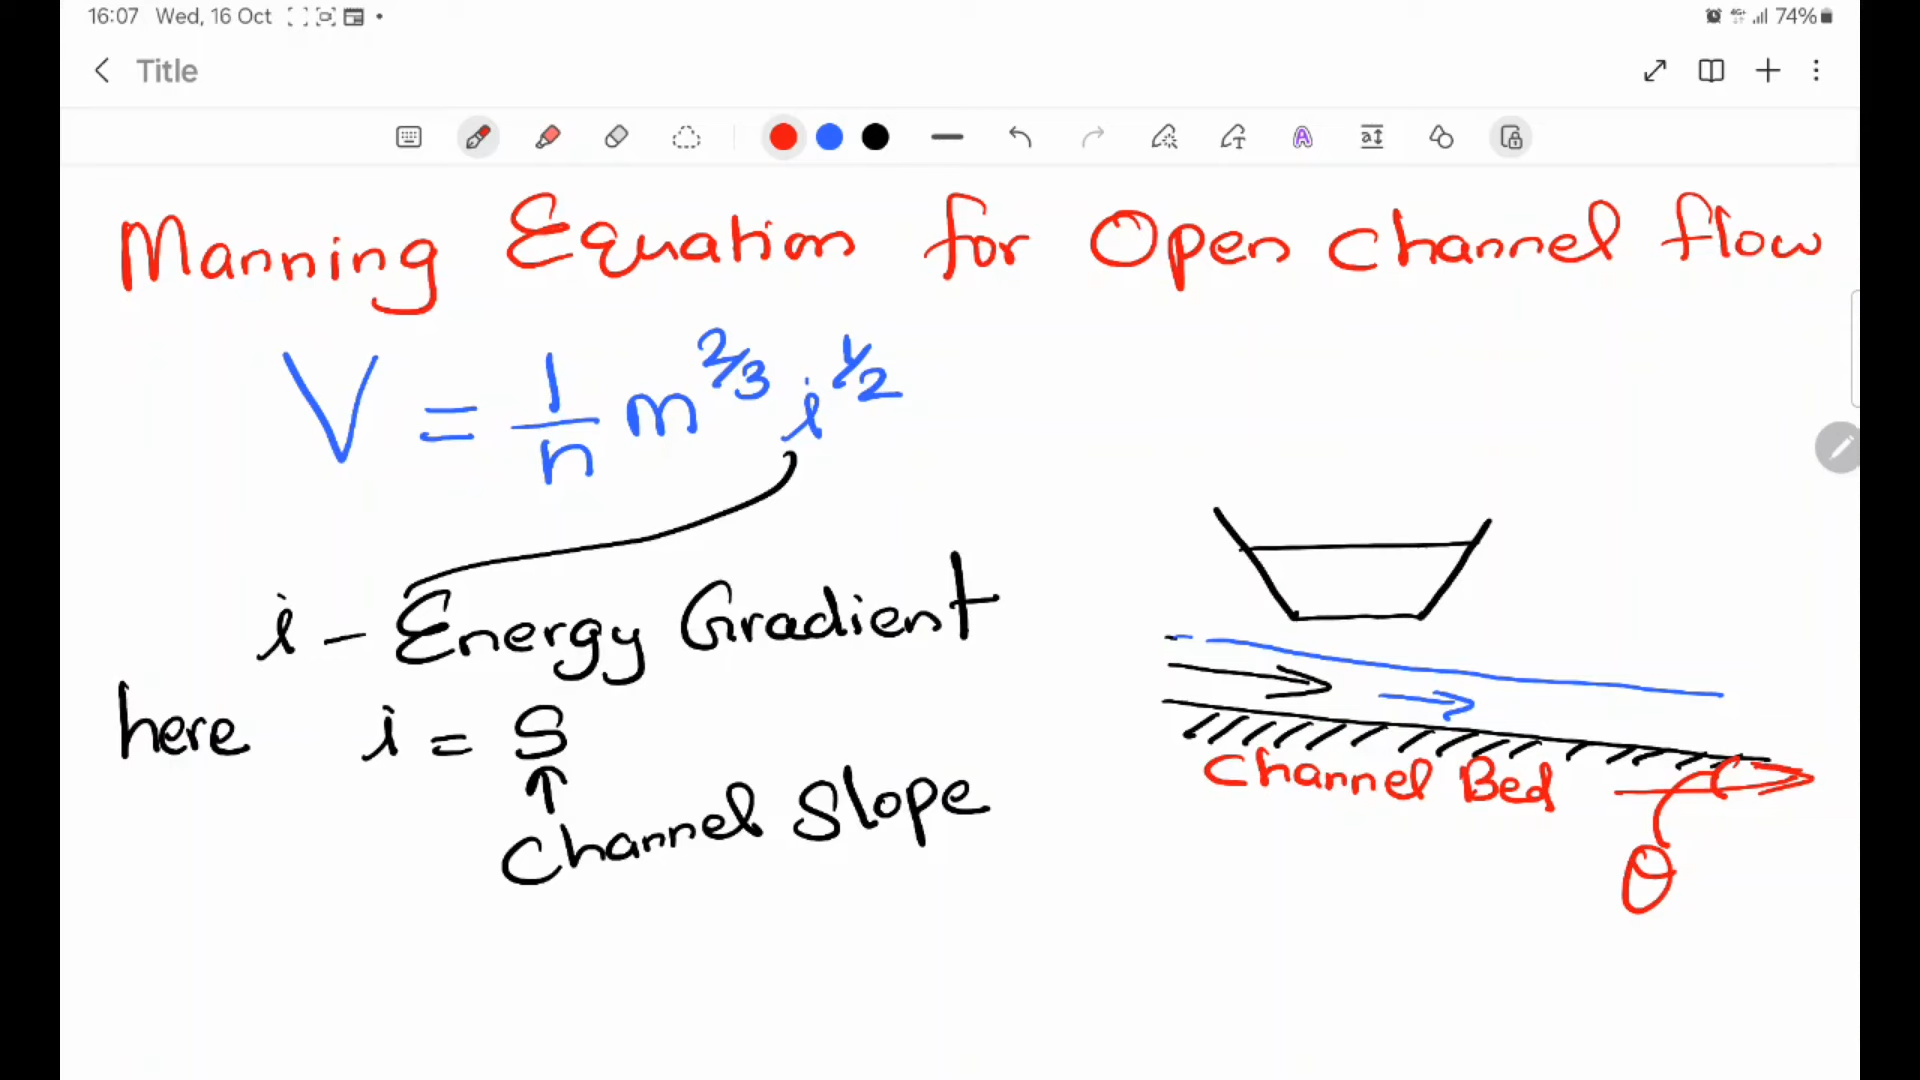 16:07 Wed, 16 Oct 74%
Title
Manning Equation for Open Channel flow
V = 1/n m^2/3 i^1/2
i - Energy Gradient
here i = S
↑
Channel Slope
Channel Bed
θ